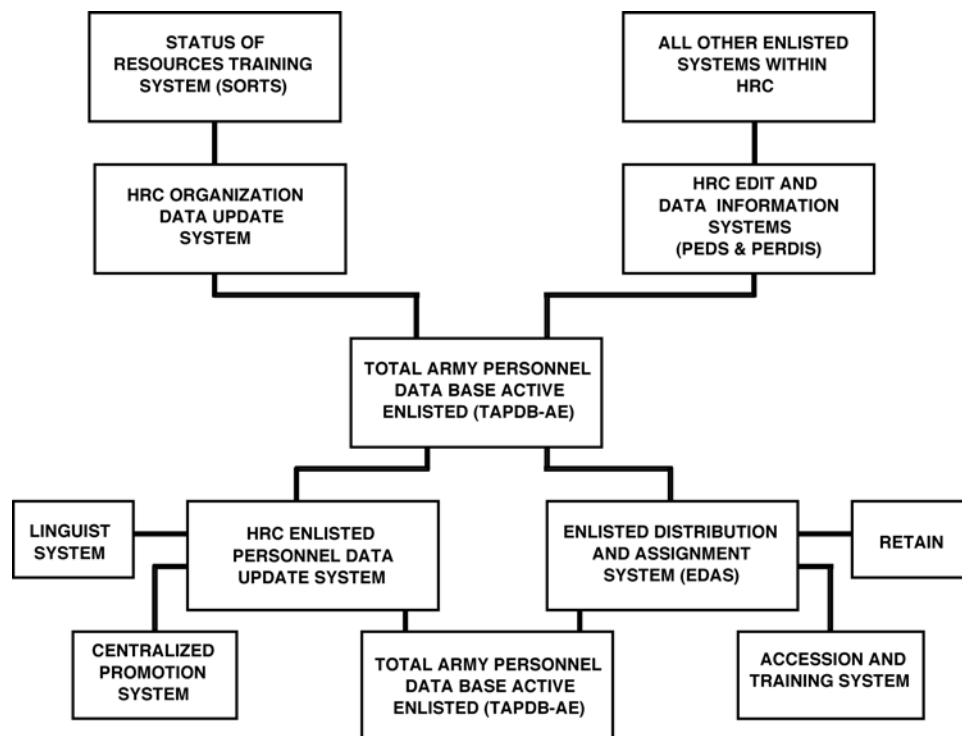 STATUS OF
RESOURCES TRAINING
SYSTEM (SORTS)
ALL OTHER ENLISTED
SYSTEMS WITHIN
HRC
HRC ORGANIZATION
DATA UPDATE
SYSTEM
HRC EDIT AND
DATA INFORMATION
SYSTEMS
(PEDS & PERDIS)
TOTAL ARMY PERSONNEL
DATA BASE ACTIVE
ENLISTED (TAPDB-AE)
LINGUIST
SYSTEM
HRC ENLISTED
PERSONNEL DATA
UPDATE SYSTEM
ENLISTED DISTRIBUTION
AND ASSIGNMENT
SYSTEM (EDAS)
RETAIN
CENTRALIZED
PROMOTION
SYSTEM
TOTAL ARMY PERSONNEL
DATA BASE ACTIVE
ENLISTED (TAPDB-AE)
ACCESSION AND
TRAINING SYSTEM